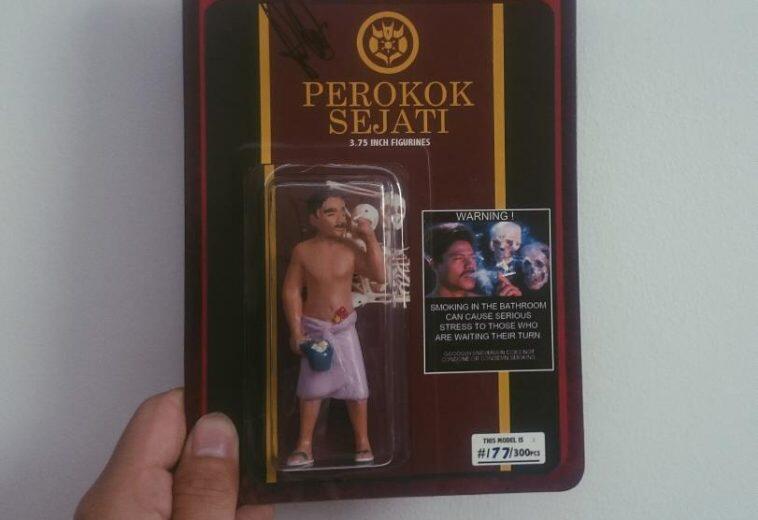 PEROKOK
SEJATI
3.75 INCH FIGURINES
WARNING !
SMOKING IN THE BATHROOM
CAN CAUSE SERIOUS
STRESS TO THOSE WHO
ARE WAITING THEIR TURN
THIS MODEL IS
#177/300PCS